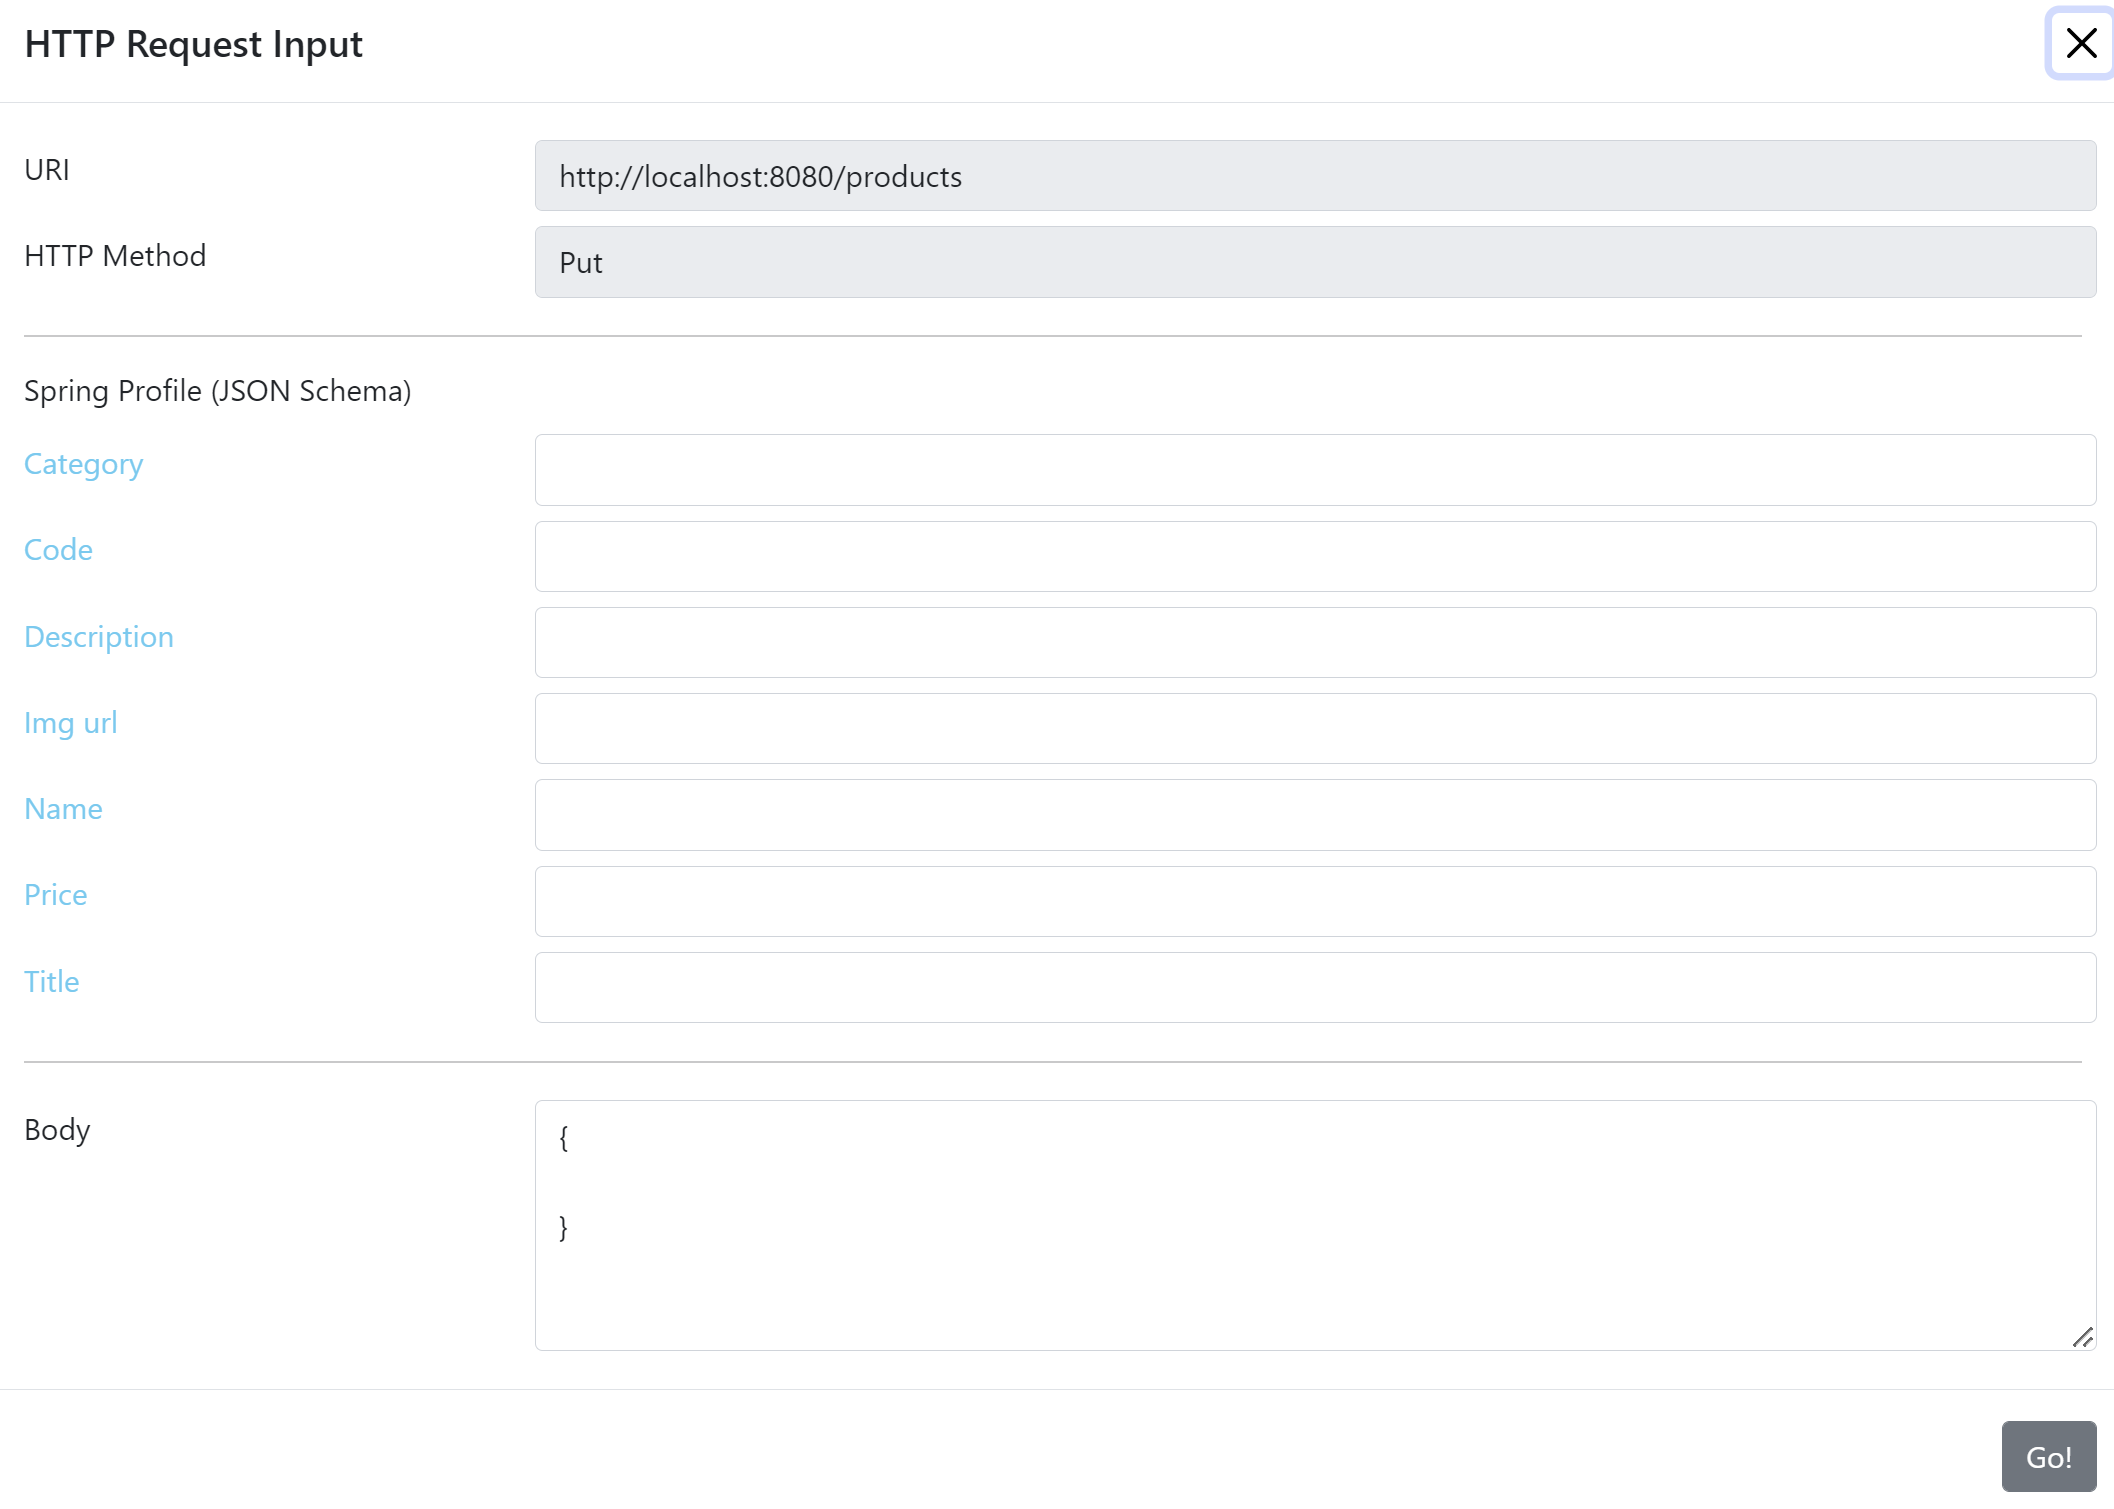 HTTP Request Input
URI
http://localhost:8080/products
HTTP Method
Put
Spring Profile (JSON Schema)
Category
Code
Description
Img url
Name
Price
Title
Body
{
}
Go!